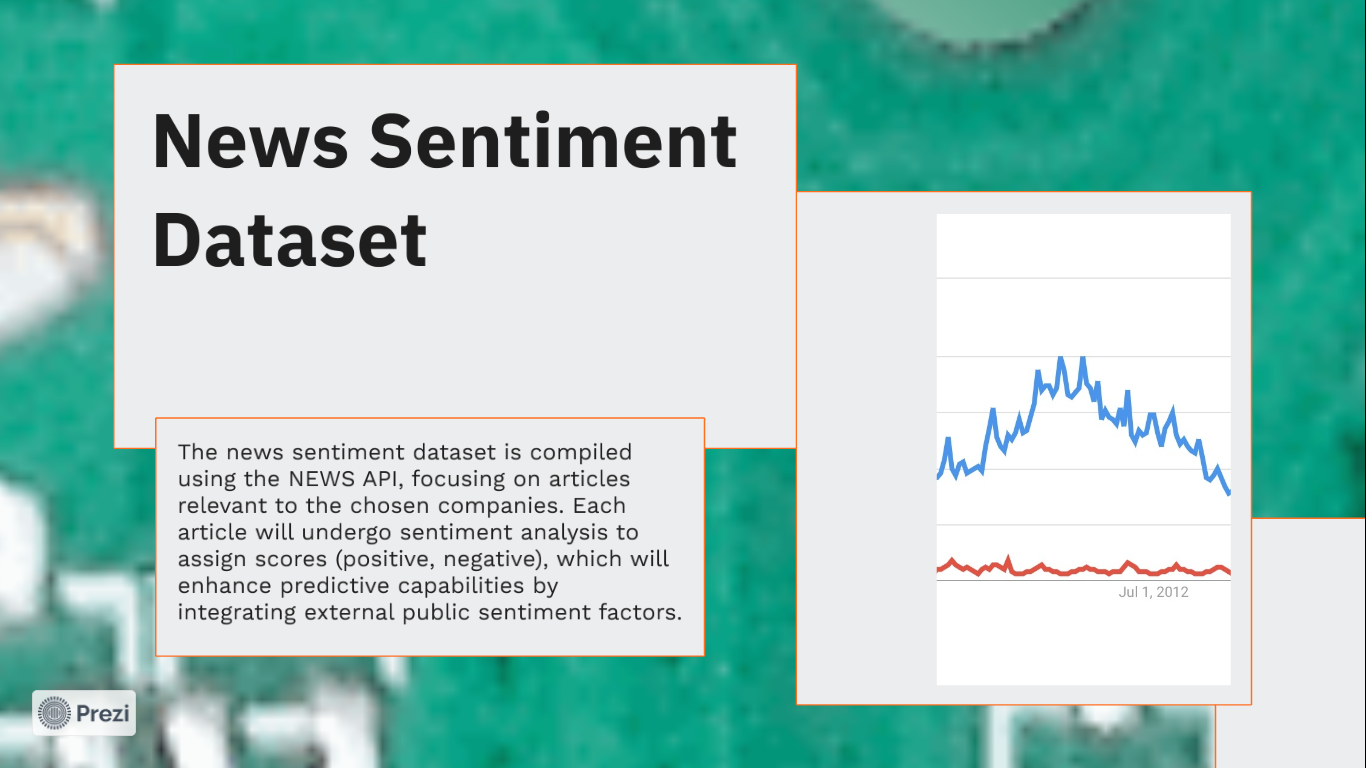 News Sentiment
Dataset
The news sentiment dataset is compiled
using the NEWS API, focusing on articles
relevant to the chosen companies. Each
article will undergo sentiment analysis to
assign scores (positive, negative), which will
enhance predictive capabilities by
integrating external public sentiment factors.
Jul 1, 2012
Prezi